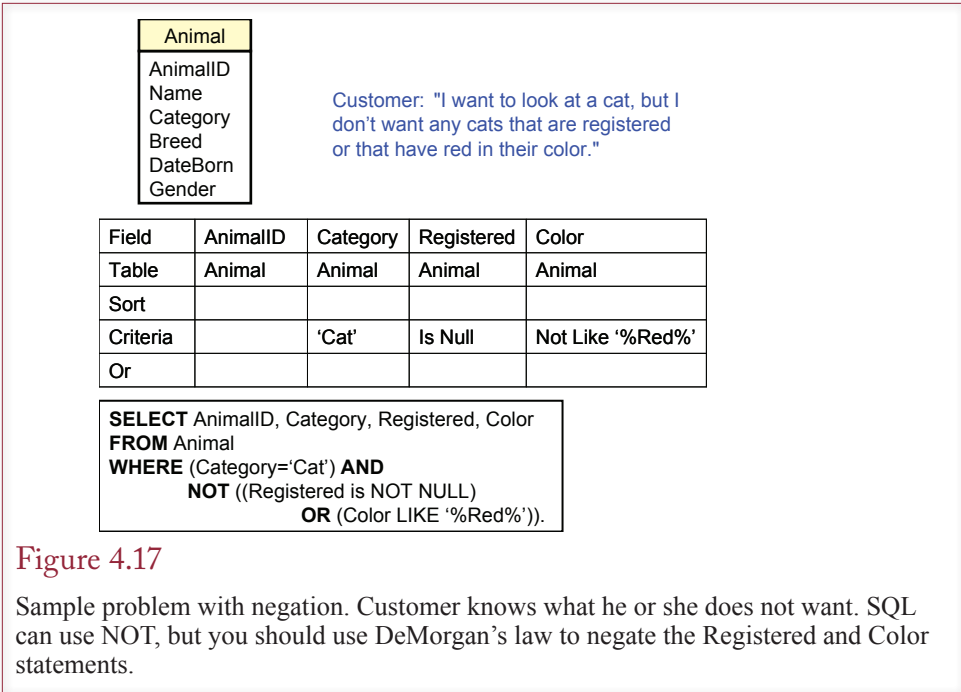 Animal
AnimalID
Name
Category
Breed
DateBorn
Gender
Customer: "I want to look at a cat, but I
don't want any cats that are registered
or that have red in their color."
Field AnimalID Category Registered Color
Table Animal Animal Animal Animal
Sort
Criteria ‘Cat’ Is Null Not Like ‘%Red%’
Or
SELECT AnimalID, Category, Registered, Color
FROM Animal
WHERE (Category=‘Cat’) AND
NOT ((Registered is NOT NULL)
OR (Color LIKE ‘%Red%’)).
Figure 4.17
Sample problem with negation. Customer knows what he or she does not want. SQL
can use NOT, but you should use DeMorgan’s law to negate the Registered and Color
statements.